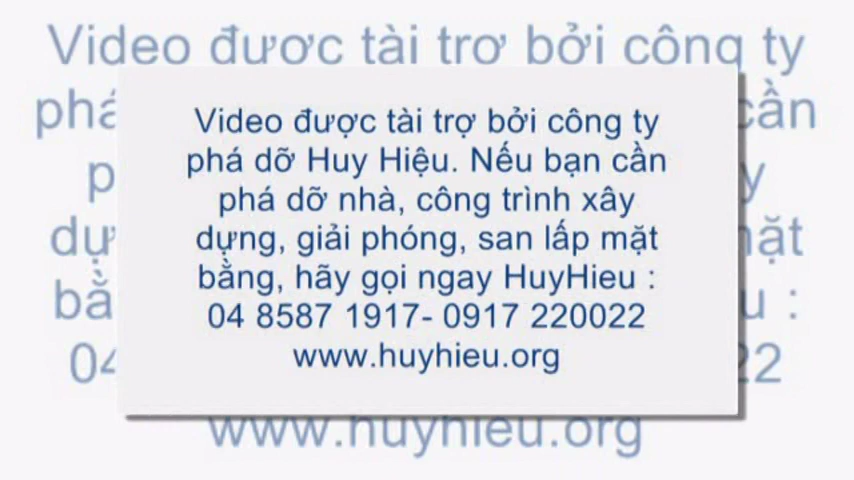 Video được tài trợ bởi công ty
phá dỡ Huy Hiệu. Nếu bạn cần
phá dỡ nhà, công trình xây
dựng, giải phóng, san lấp mặt
bằng, hãy gọi ngay HuyHieu :
04 8587 1917- 0917 220022
www.huyhieu.org